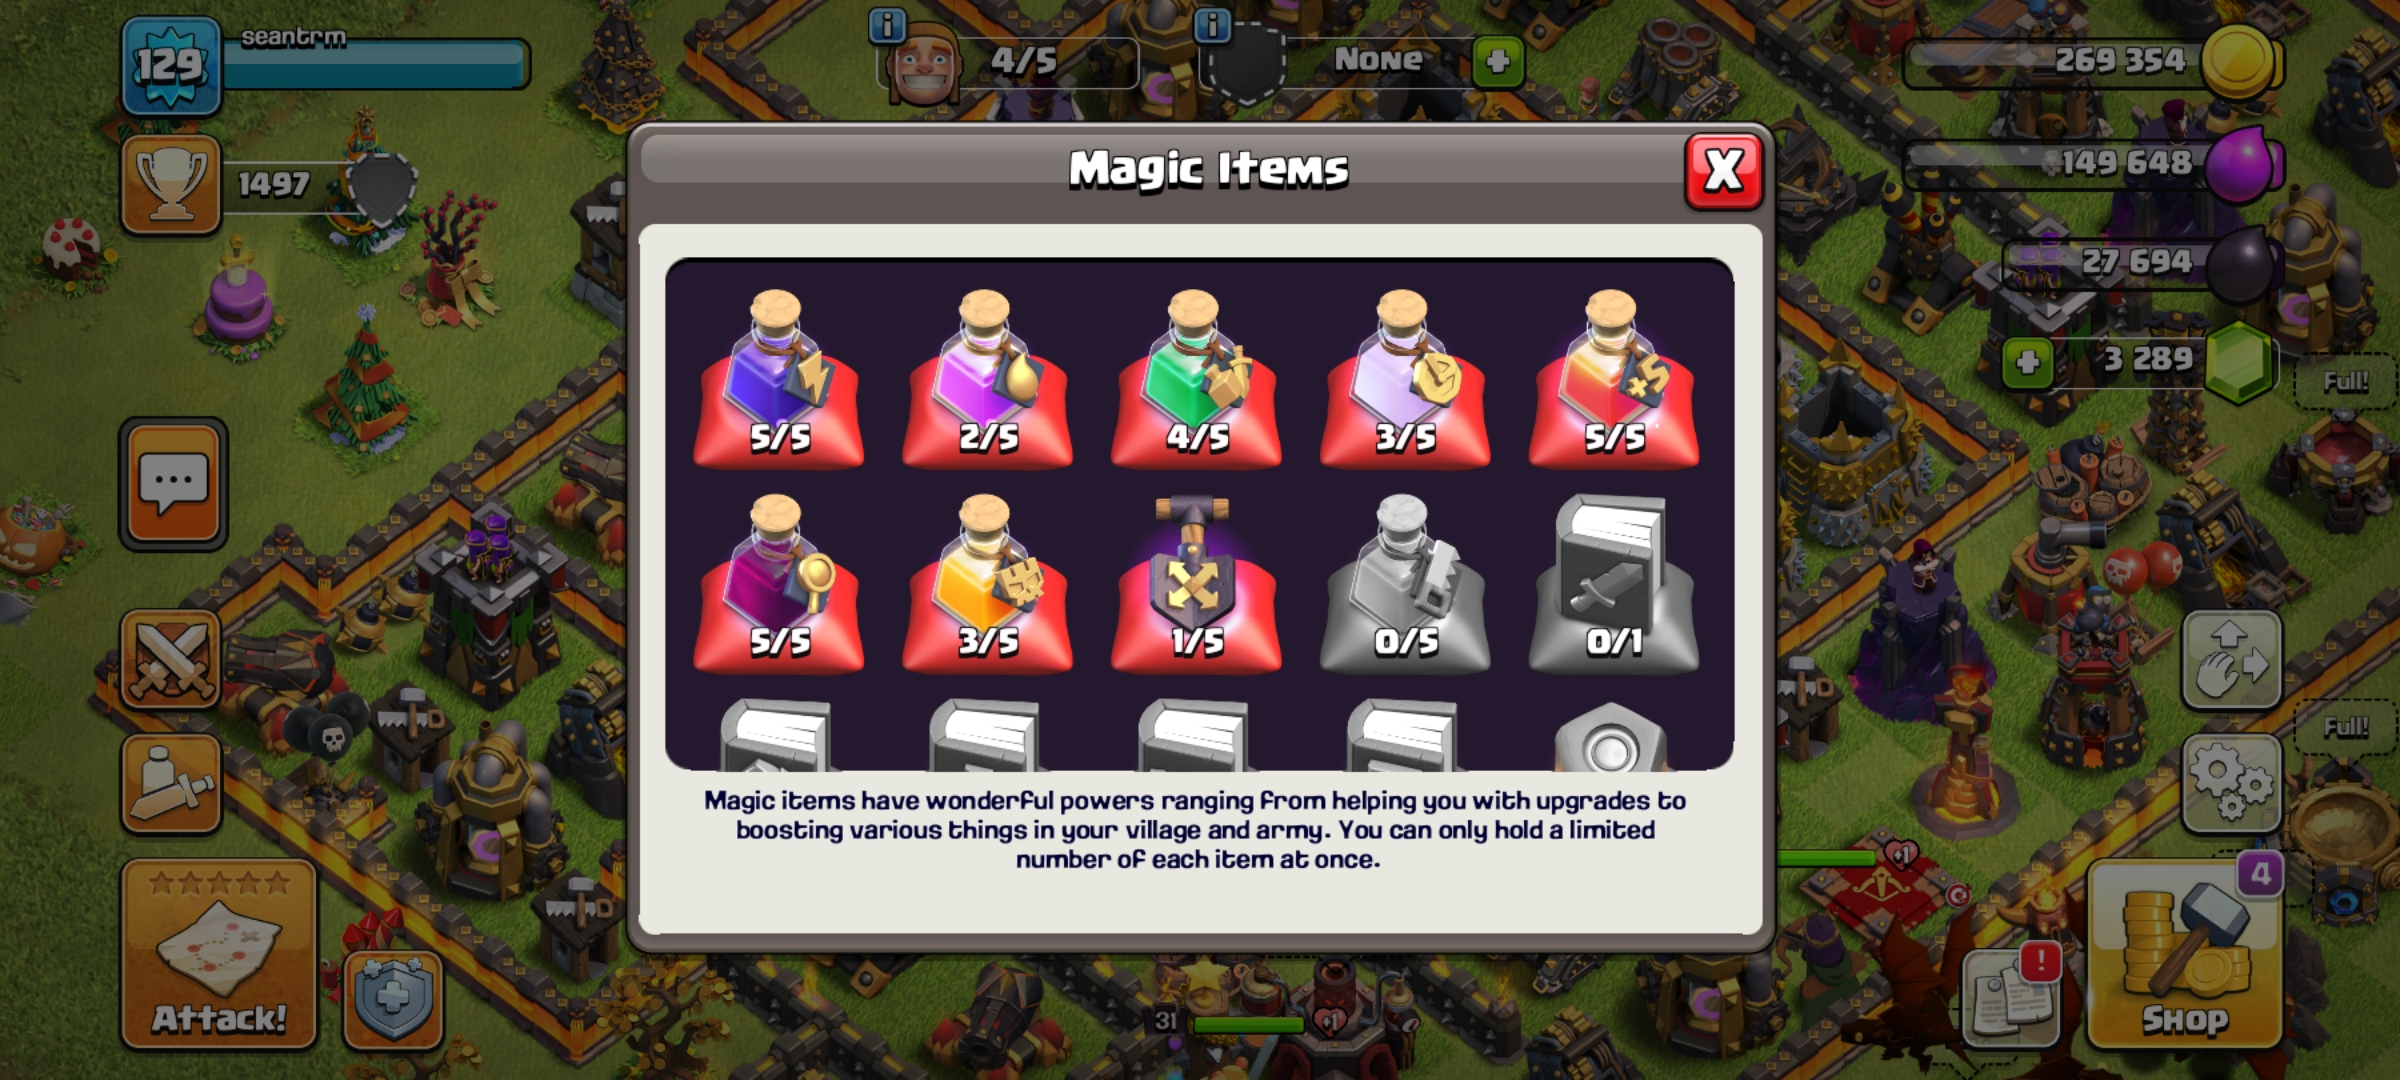 129
seantrm
4/5
None
269 354
1497
149 648
27 694
3 289
Full!
Magic Items
X
5/5
2/5
4/5
3/5
x5
5/5
5/5
3/5
1/5
0/5
0/1
Full!
Magic items have wonderful powers ranging from helping you with upgrades to
boosting various things in your village and army. You can only hold a limited
number of each item at once.
+1
4
!
Attack!
31
+1
Shop